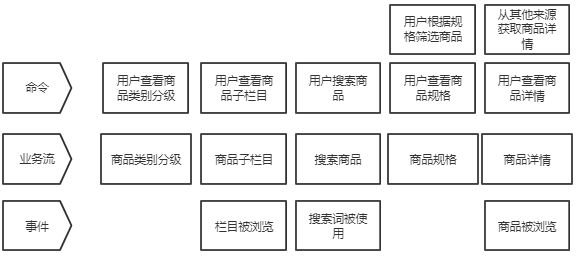 用户根据规
格筛选商品
从其他来源
获取商品详
情
命令
用户查看商
品类别分级
用户查看商
品子栏目
用户搜索商
品
用户查看商
品规格
用户查看商
品详情
业务流
商品类别分级
商品子栏目
搜索商品
商品规格
商品详情
事件
栏目被浏览
搜索词被使
用
商品被浏览